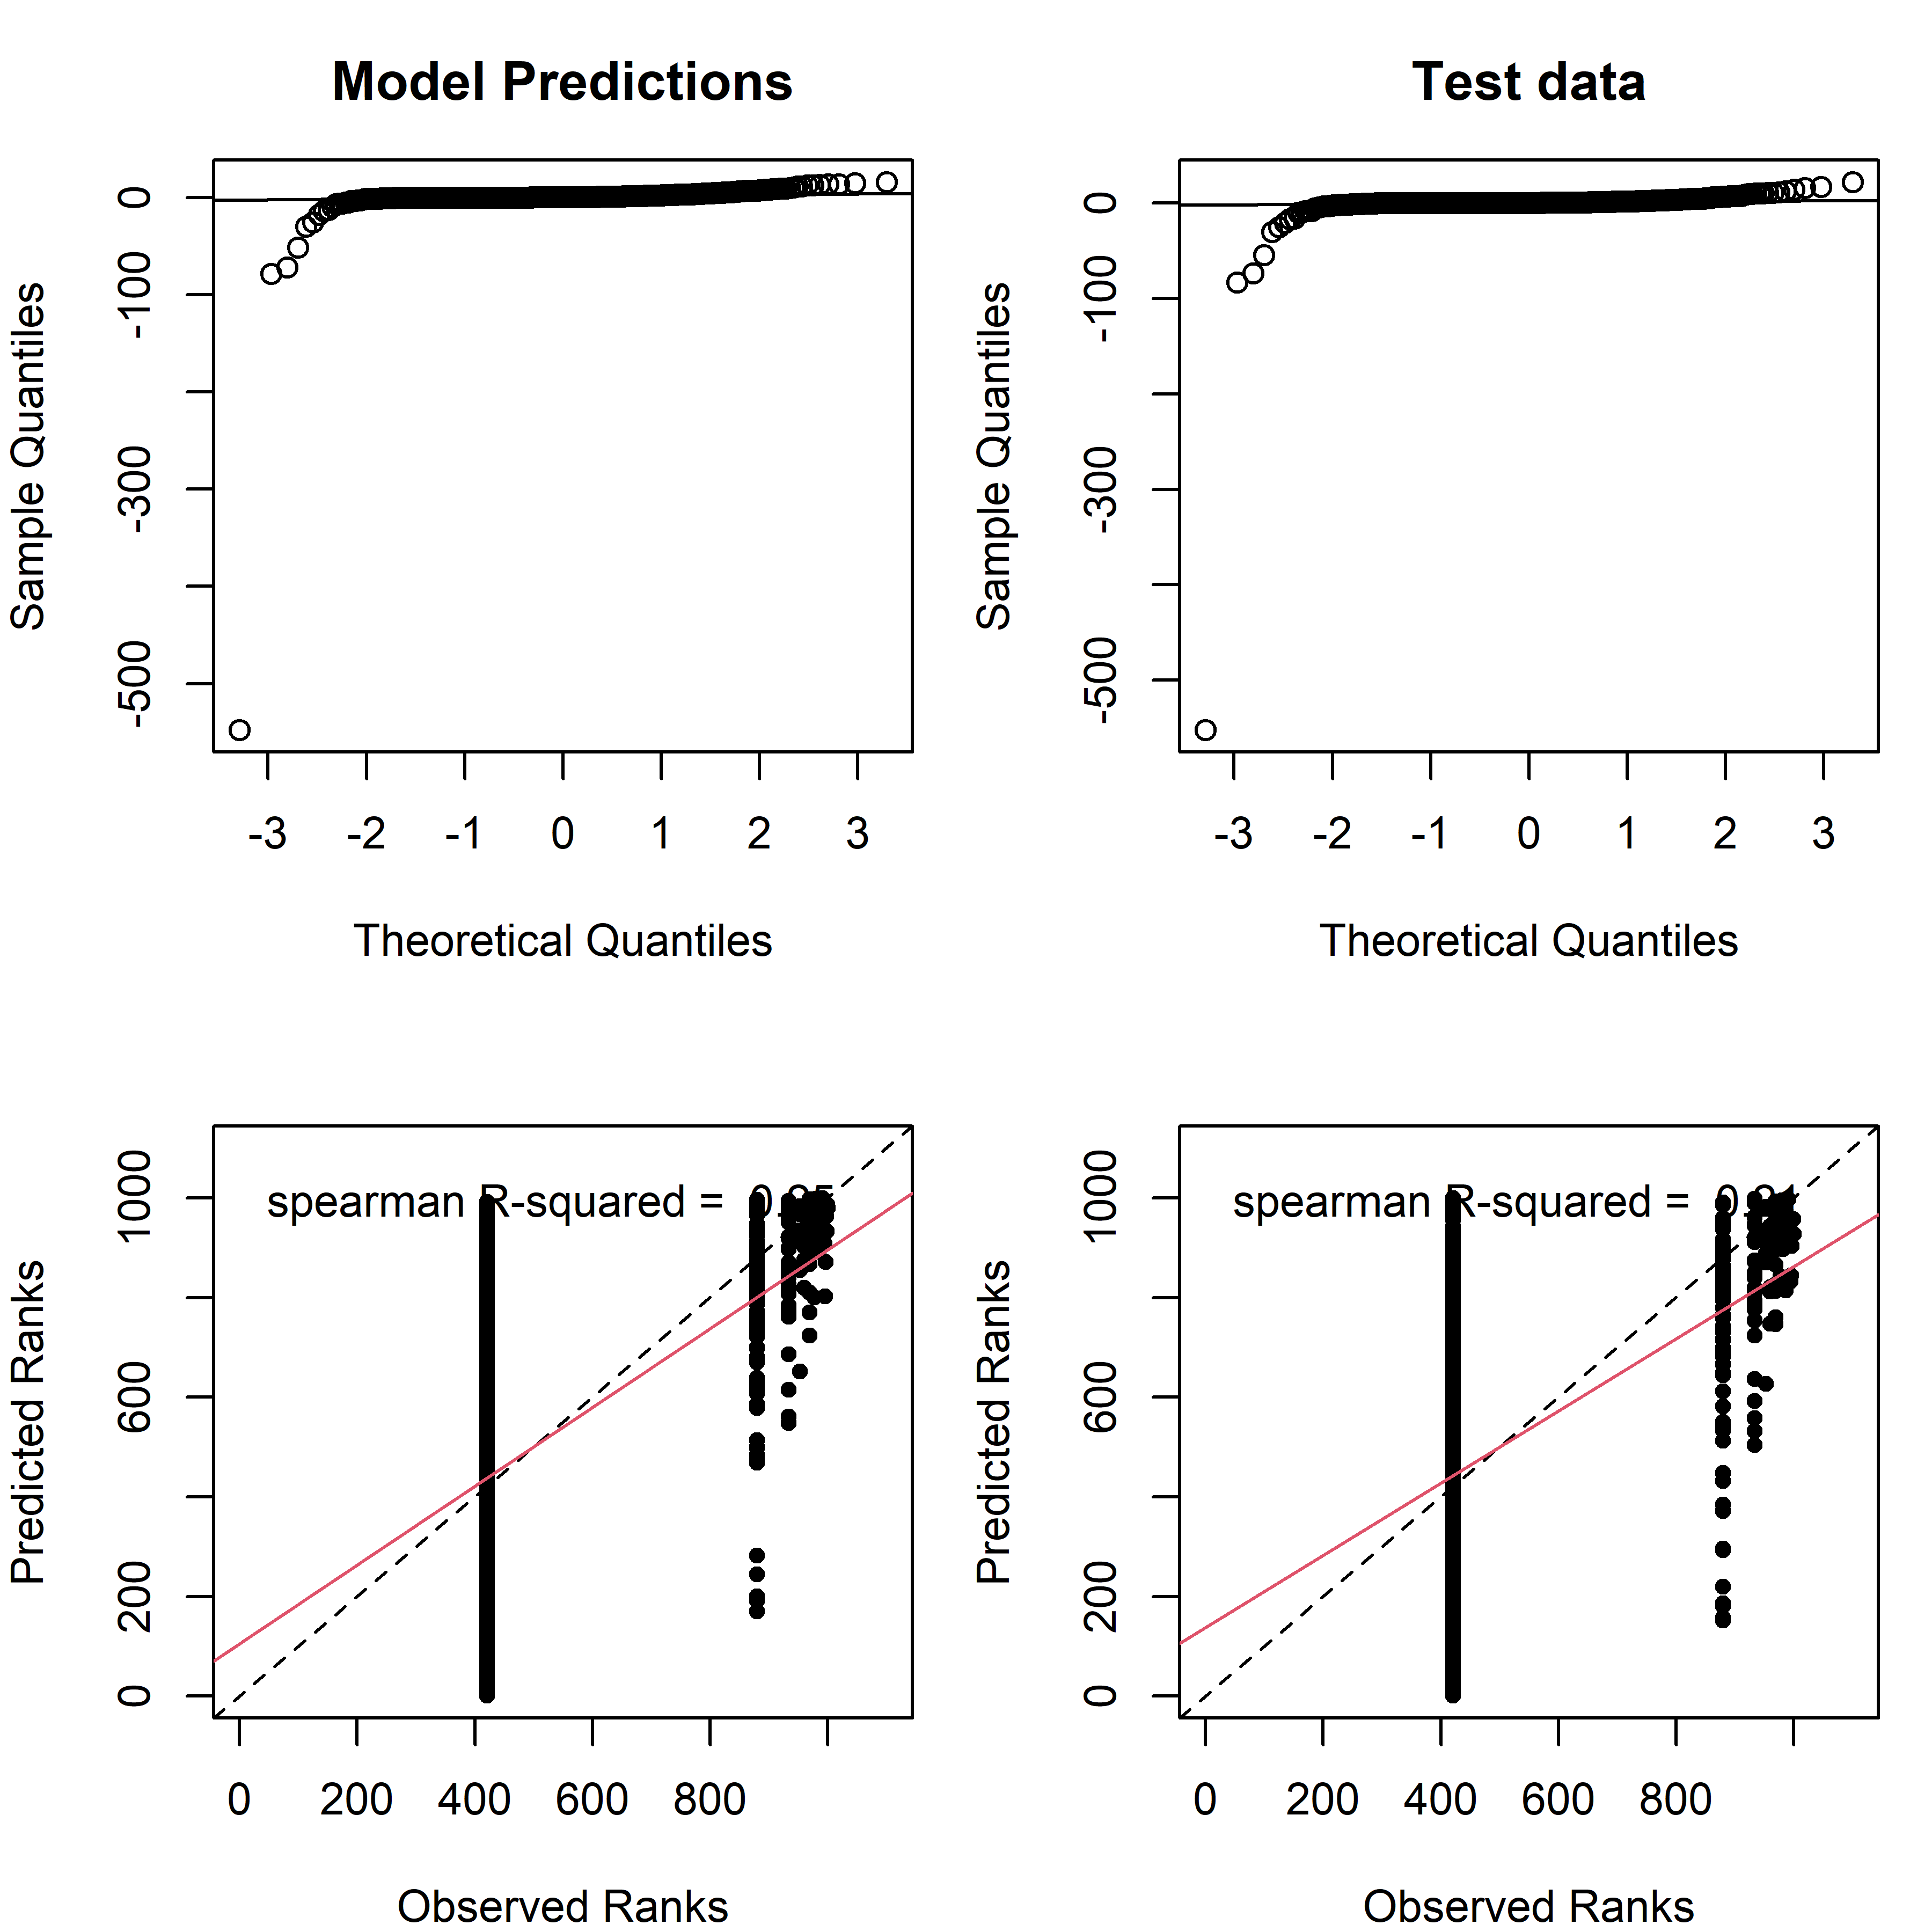 Model Predictions
Test data
Sample Quantiles
0
-100
-300
-500
-3 -2 -1 0 1 2 3
Theoretical Quantiles
Sample Quantiles
0
-100
-300
-500
-3 -2 -1 0 1 2 3
Theoretical Quantiles
Predicted Ranks
1000
600
200
0
spearman R-squared =
0 200 400 600 800
Observed Ranks
Predicted Ranks
1000
600
200
0
spearman R-squared =
0 200 400 600 800
Observed Ranks